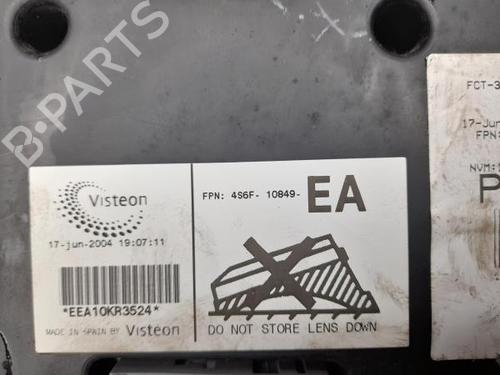 Visteon
17-jun-2004 19:07:11
*EEA10KR3524*
MADE IN SPAIN BY Visteon
FPN: 4S6F- 10849- EA
DO NOT STORE LENS DOWN
FCT-3
17-Jun
FPN:
NVM:
P
B-PARTS